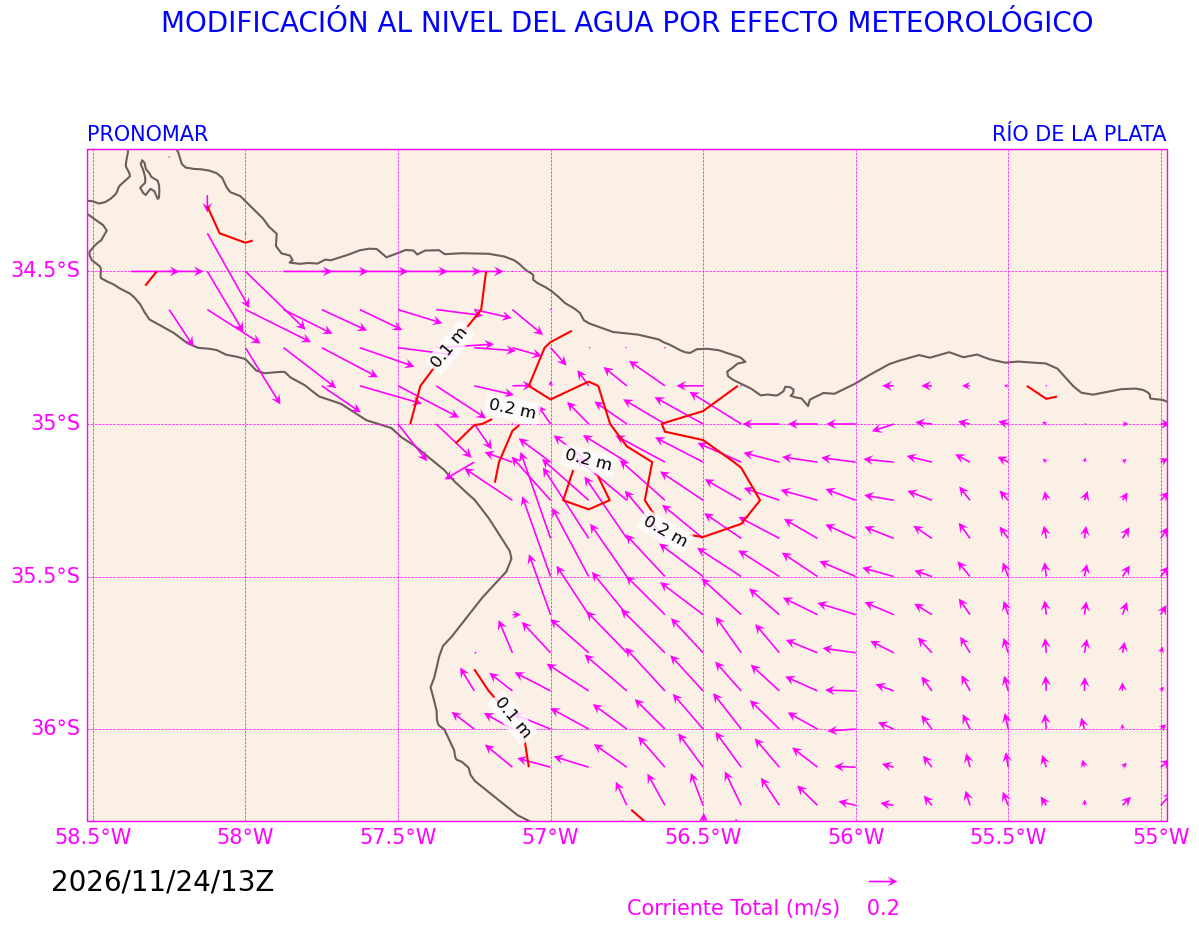 MODIFICACIÓN AL NIVEL DEL AGUA POR EFECTO METEOROLÓGICO
PRONOMAR
RÍO DE LA PLATA
34.5°S
0.1 m
0.2 m
35°S
0.2 m
0.2 m
35.5°S
0.1 m
36°S
58.5°W 58°W 57.5°W 57°W 56.5°W 56°W 55.5°W 55°W
2026/11/24/13Z
Corriente Total (m/s) 0.2